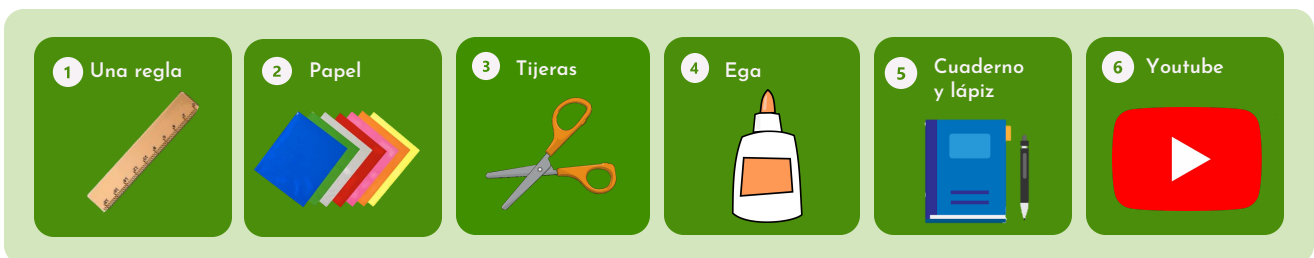 1 Una regla
2 Papel
3 Tijeras
4 Ega
5 Cuaderno
y lápiz
6 Youtube